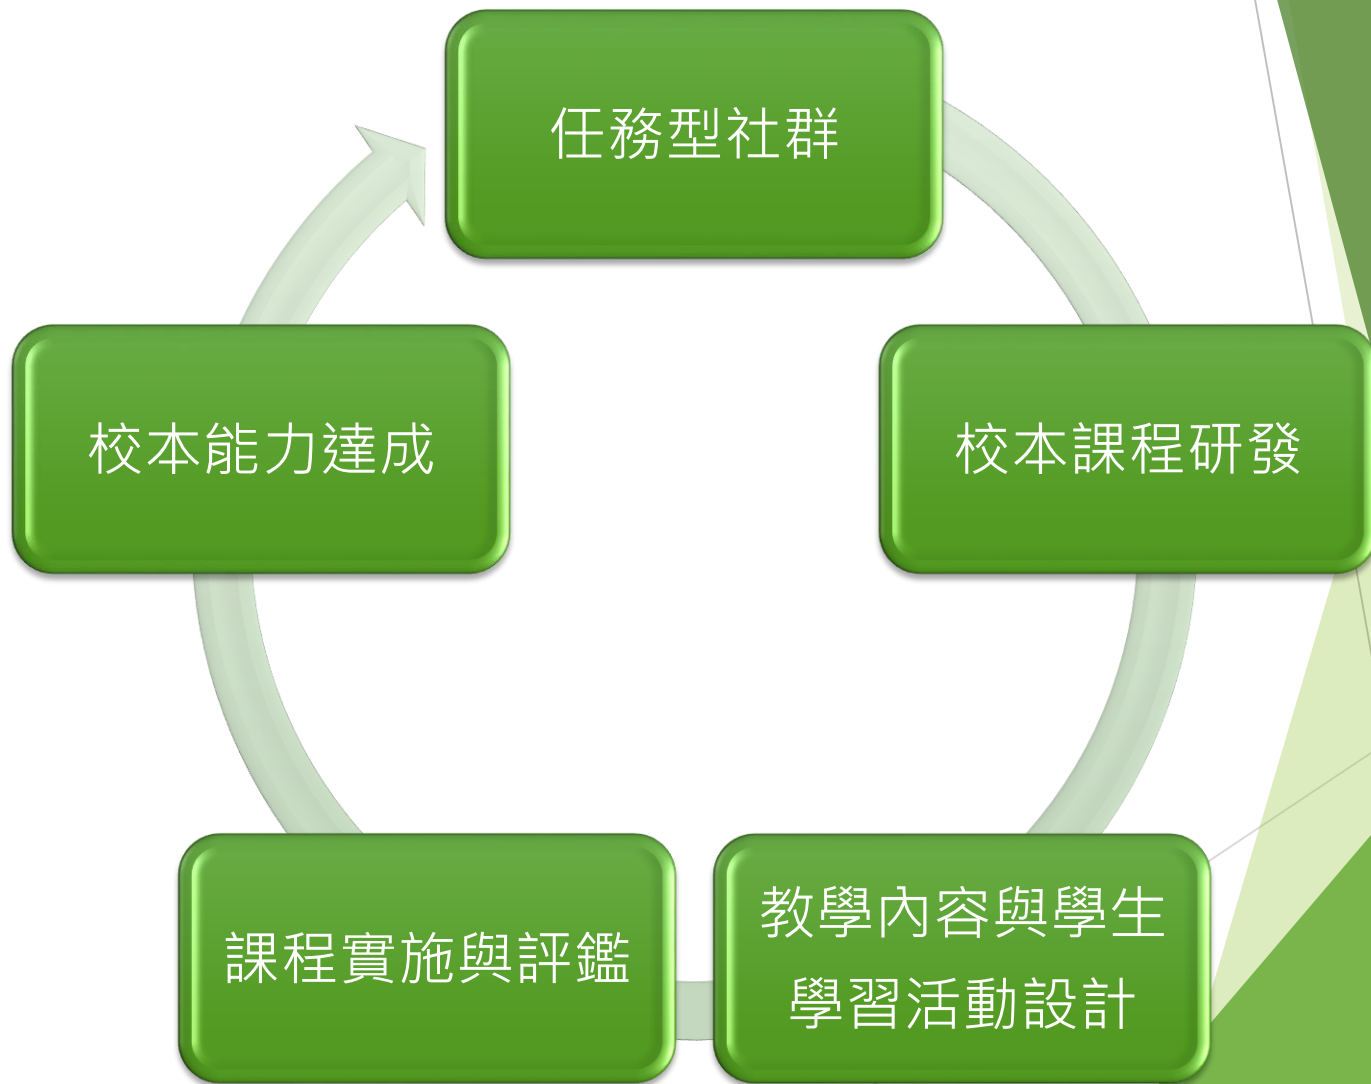 任務型社群
校本課程研發
教學內容與學生
學習活動設計
課程實施與評鑑
校本能力達成